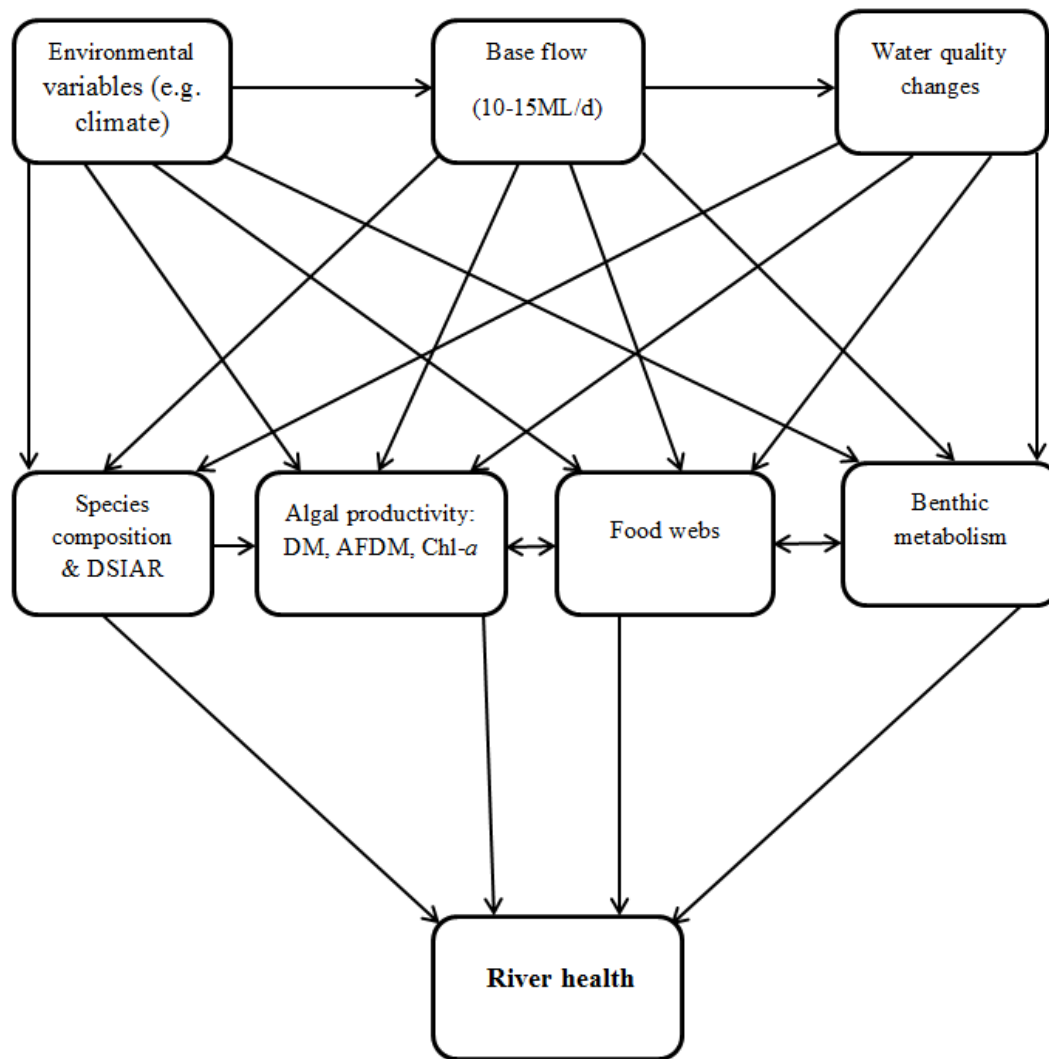 Environmental
variables (e.g.
climate)
Base flow
(10-15ML/d)
Water quality
changes
Species
composition
& DSIAR
Algal productivity:
DM, AFDM, Chl-a
Food webs
Benthic
metabolism
River health